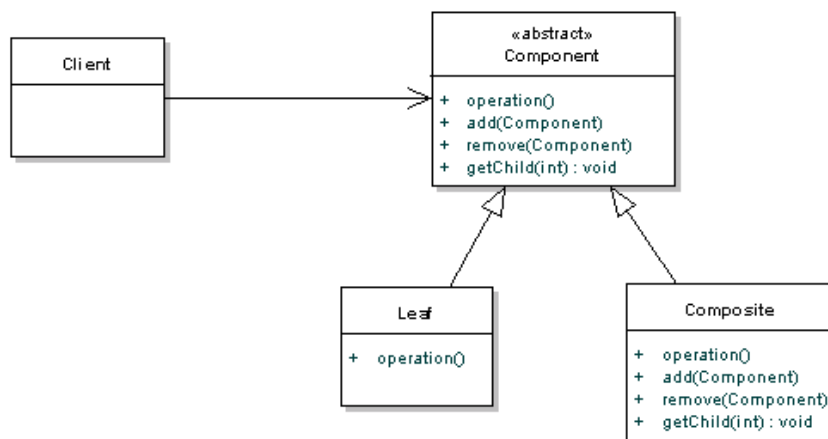 Client
«abstract»
Component
+ operation()
+ add(Component)
+ remove(Component)
+ getChild(int) : void
Leaf
+ operation()
Composite
+ operation()
+ add(Component)
+ remove(Component)
+ getChild(int) : void